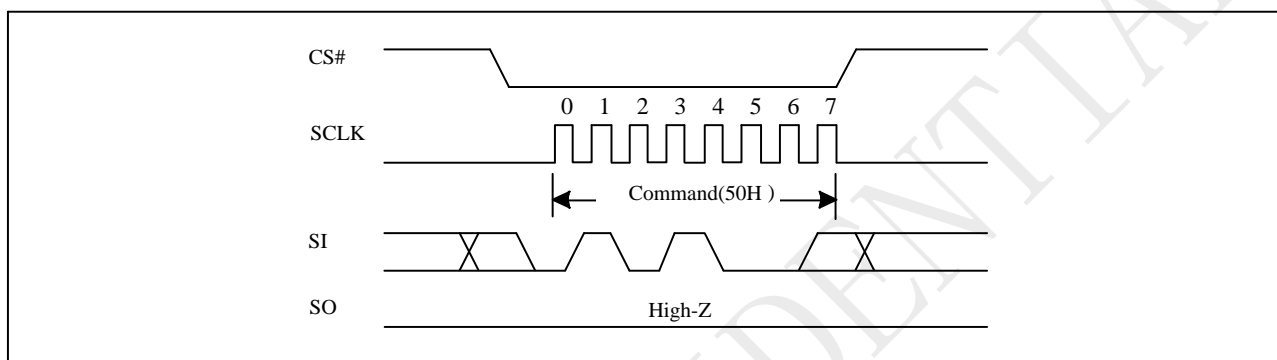 CS#
0 1 2 3 4 5 6 7
SCLK
Command(50H )
SI
SO
High-Z